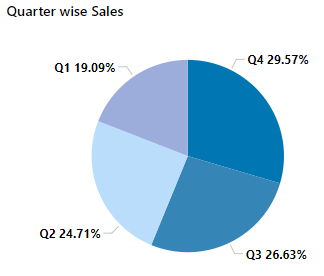 Quarter wise Sales
Q4 29.57%
Q1 19.09%
Q2 24.71%
Q3 26.63%